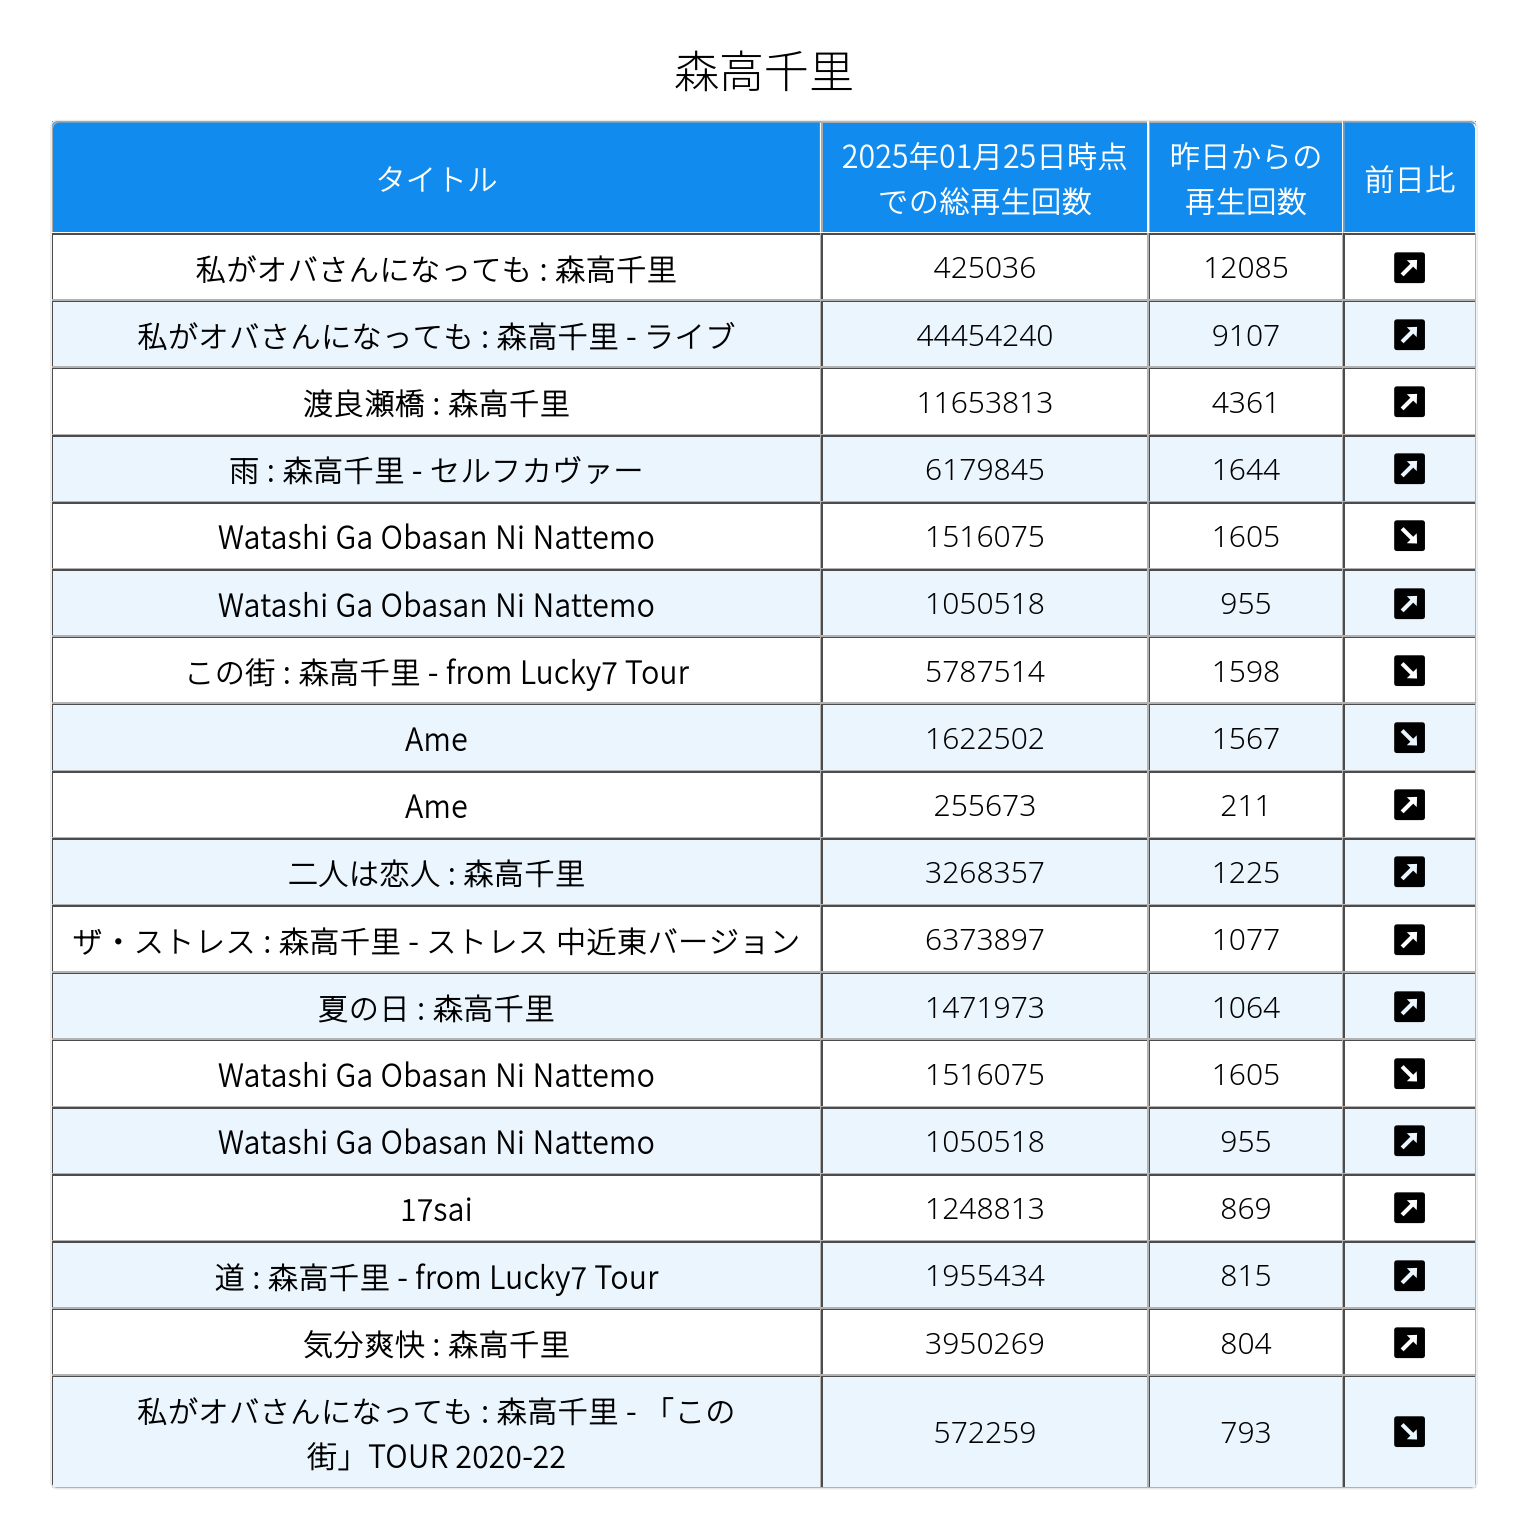 森高千里
タイトル
2025年01月25日時点
での総再生回数
昨日からの
再生回数
前日比
私がオバさんになっても : 森高千里 425036 12085
私がオバさんになっても : 森高千里 - ライブ 44454240 9107
渡良瀬橋 : 森高千里 11653813 4361
雨 : 森高千里 - セルフカヴァー 6179845 1644
Watashi Ga Obasan Ni Nattemo 1516075 1605
Watashi Ga Obasan Ni Nattemo 1050518 955
この街 : 森高千里 - from Lucky7 Tour 5787514 1598
Ame 1622502 1567
Ame 255673 211
二人は恋人 : 森高千里 3268357 1225
ザ・ストレス : 森高千里 - ストレス 中近東バージョン 6373897 1077
夏の日 : 森高千里 1471973 1064
Watashi Ga Obasan Ni Nattemo 1516075 1605
Watashi Ga Obasan Ni Nattemo 1050518 955
17sai 1248813 869
道 : 森高千里 - from Lucky7 Tour 1955434 815
気分爽快 : 森高千里 3950269 804
私がオバさんになっても : 森高千里 - 「この
街」TOUR 2020-22 572259 793